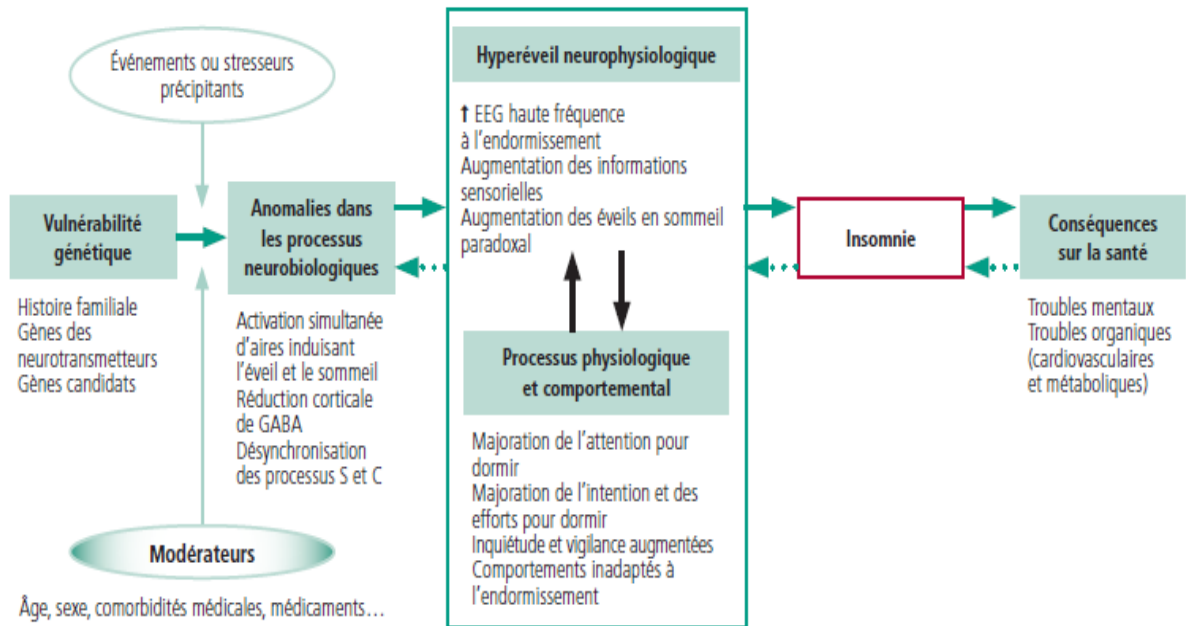 Événements ou stresseurs
précipitants
Vulnérabilité
génétique
Histoire familiale
Gènes des
neurotransmetteurs
Gènes candidats
Modérateurs
Âge, sexe, comorbidités médicales, médicaments…
Anomalies dans
les processus
neurobiologiques
Activation simultanée
d’aires induisant
l’éveil et le sommeil
Réduction corticale
de GABA
Désynchronisation
des processus S et C
Hyperéveil neurophysiologique
↑ EEG haute fréquence
à l’endormissement
Augmentation des informations
sensorielles
Augmentation des éveils en sommeil
paradoxal
Processus physiologique
et comportemental
Majoration de l’attention pour
dormir
Majoration de l’intention et des
efforts pour dormir
Inquiétude et vigilance augmentées
Comportements inadaptés à
l’endormissement
Insomnie
Conséquences
sur la santé
Troubles mentaux
Troubles organiques
(cardiovasculaires
et métaboliques)